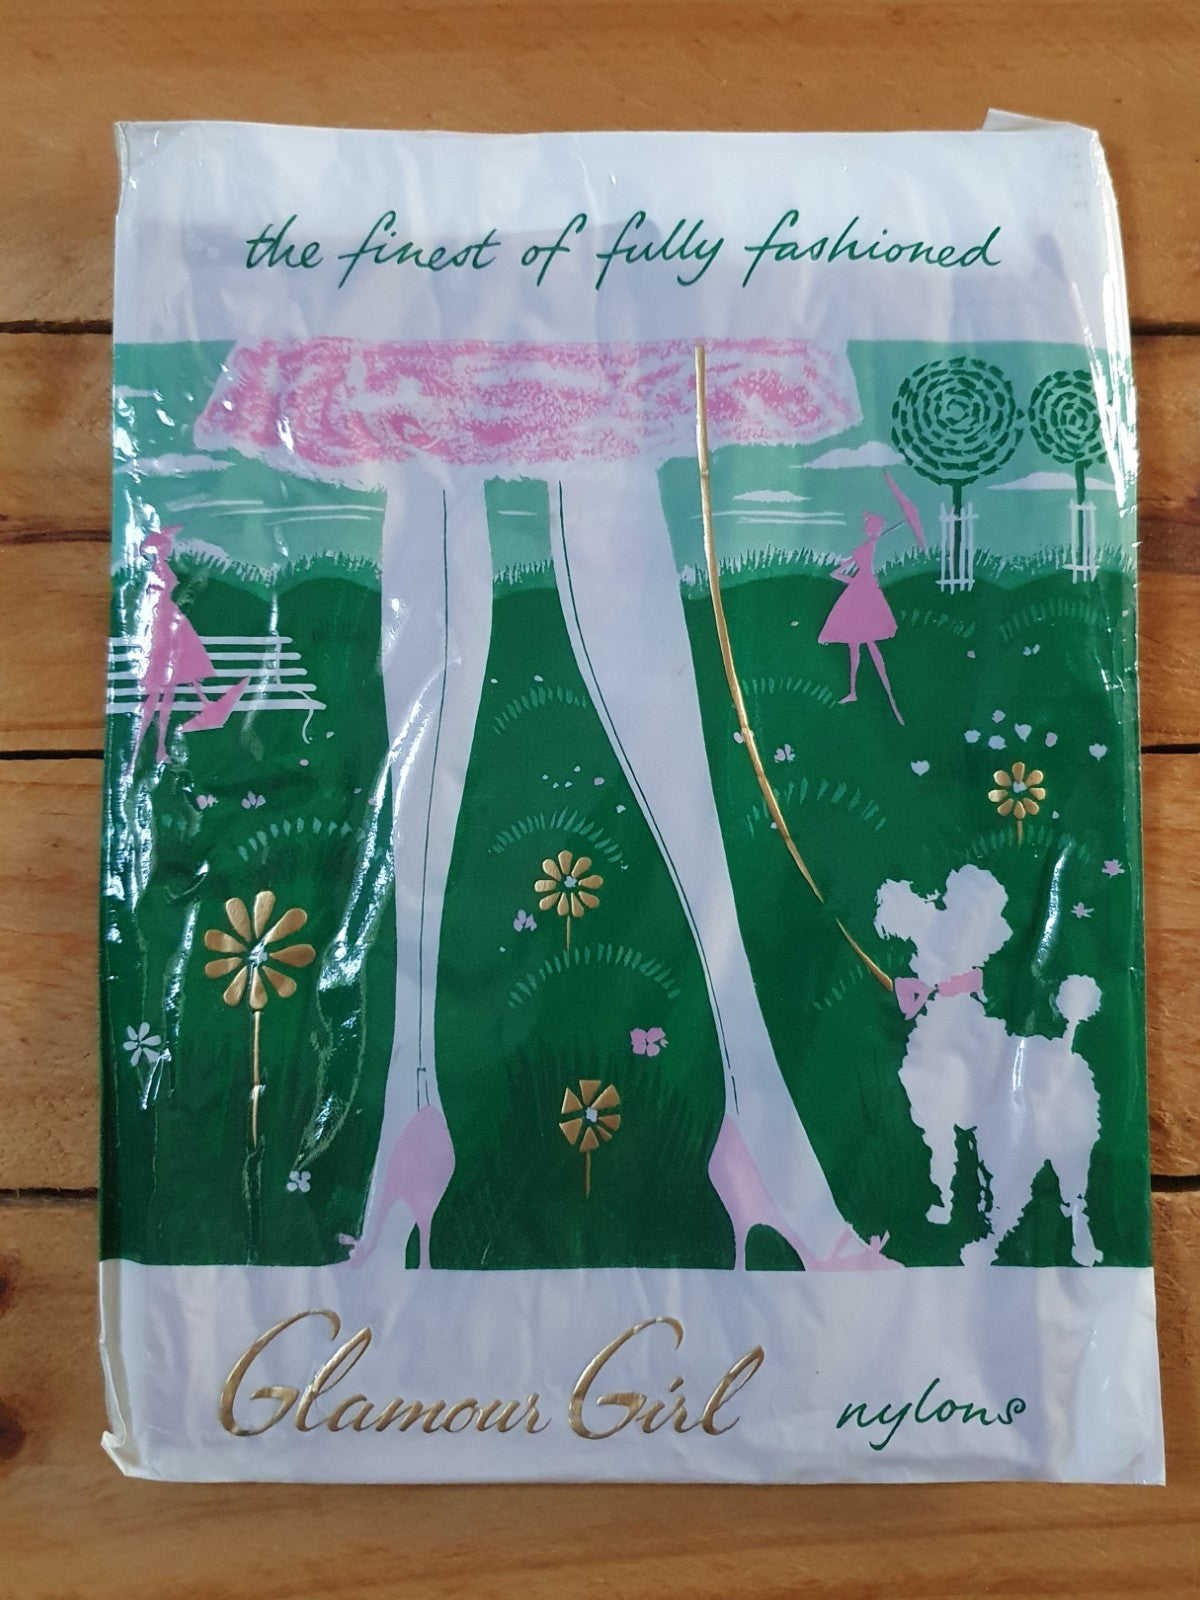 the finest of fully fashioned
Glamour Girl nylons